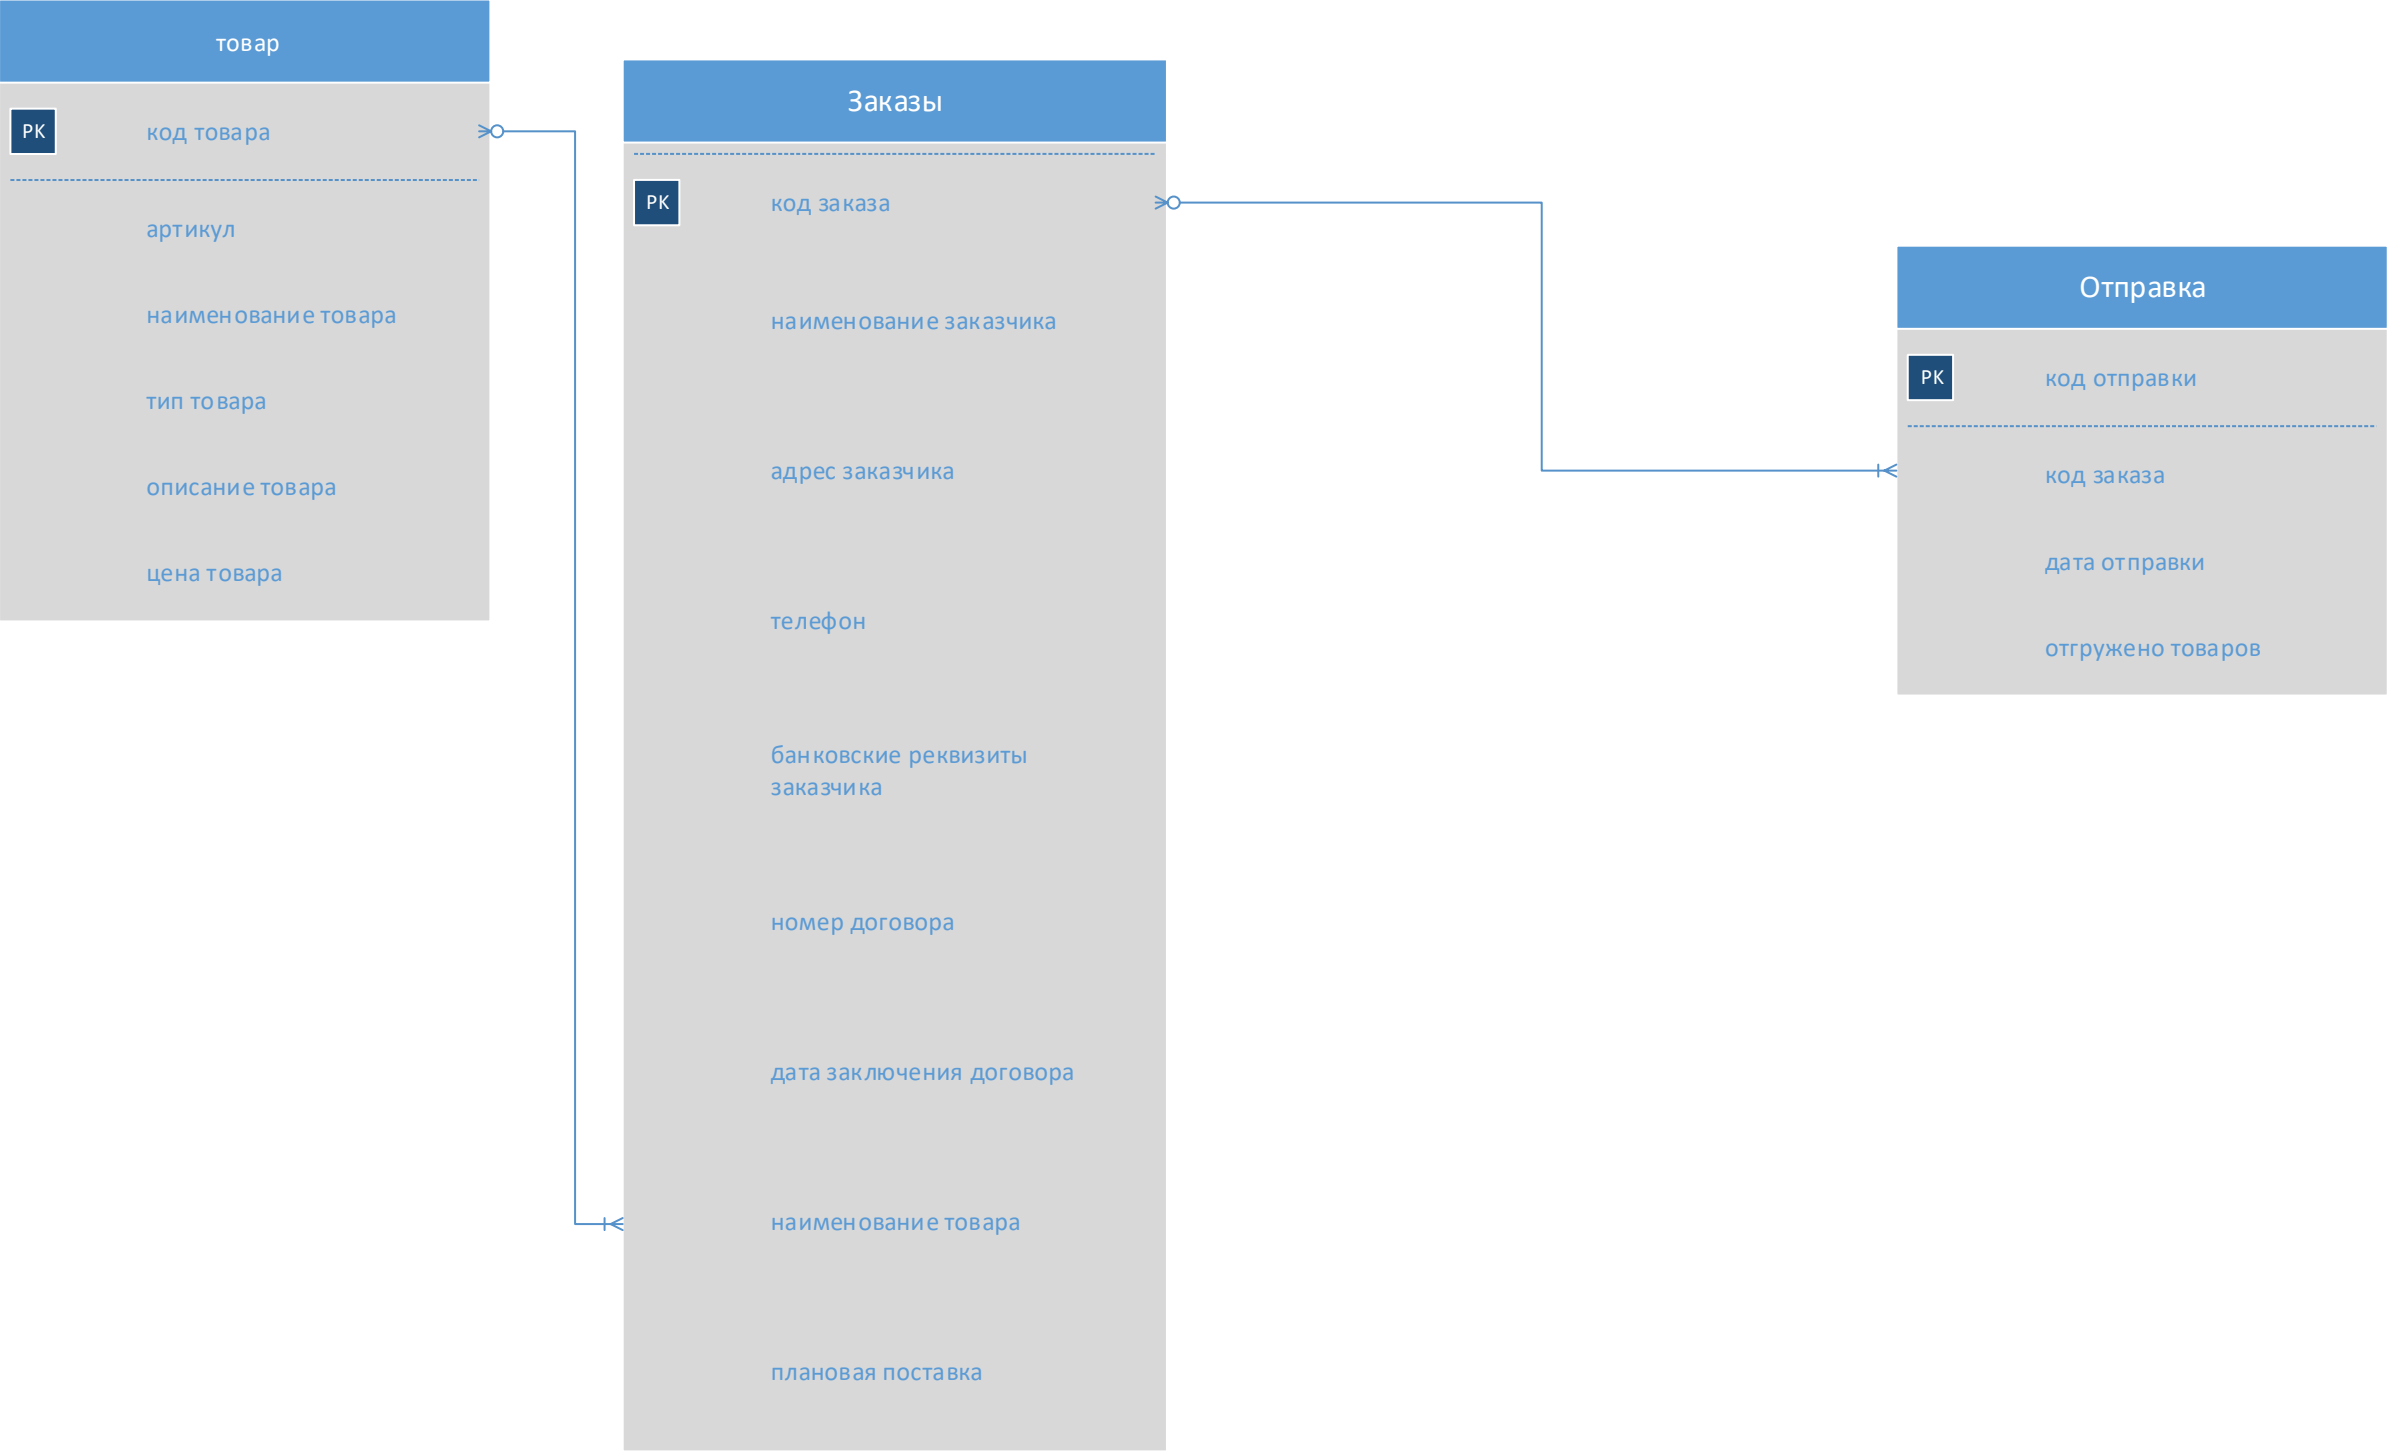 товар
PK
код товара
артикул
наименование товара
тип товара
описание товара
цена товара
Заказы
PK
код заказа
наименование заказчика
адрес заказчика
телефон
банковские реквизиты
заказчика
номер договора
дата заключения договора
наименование товара
плановая поставка
Отправка
PK
код отправки
код заказа
дата отправки
отгружено товаров